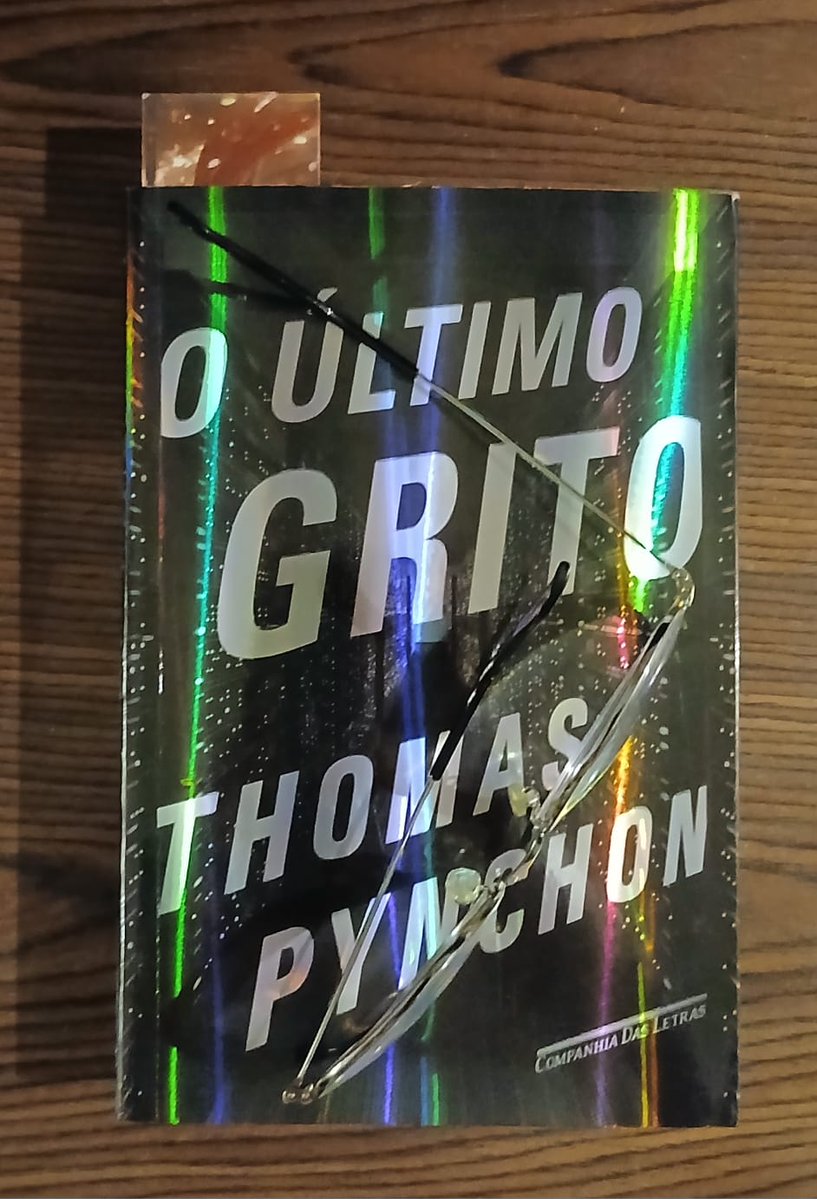 O ÚLTIMO
GRITO
THOMAS
PYNCHON
COMPANHIA DAS LETRAS